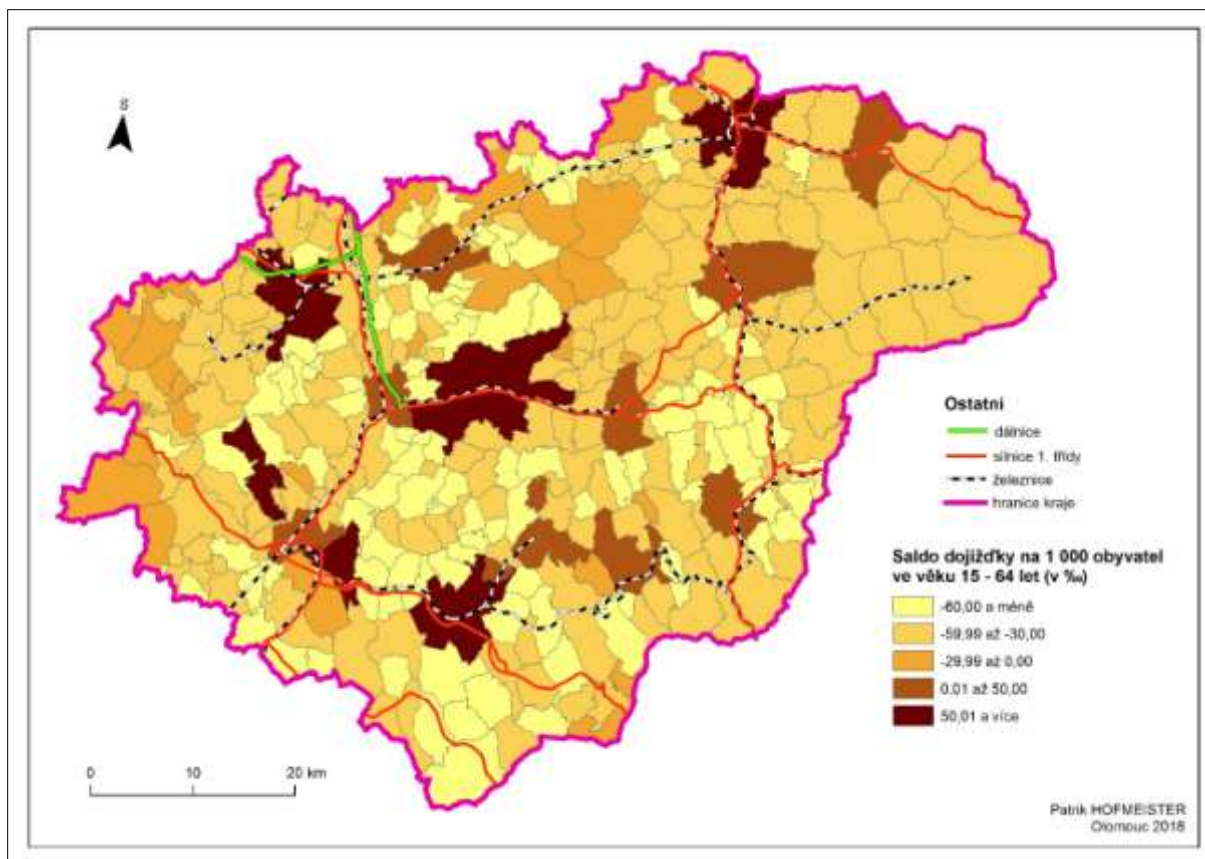 S
Ostatní
dálnice
silnice 1. třídy
železnice
hranice kraje
Saldo dojížďky na 1 000 obyvatel
ve věku 15 - 64 let (v ‰)
-60,00 a méně
-59,99 až -30,00
-29,99 až 0,00
0,01 až 50,00
50,01 a více
0 10 20 km
Patrik HOFMEISTER
Olomouc 2018